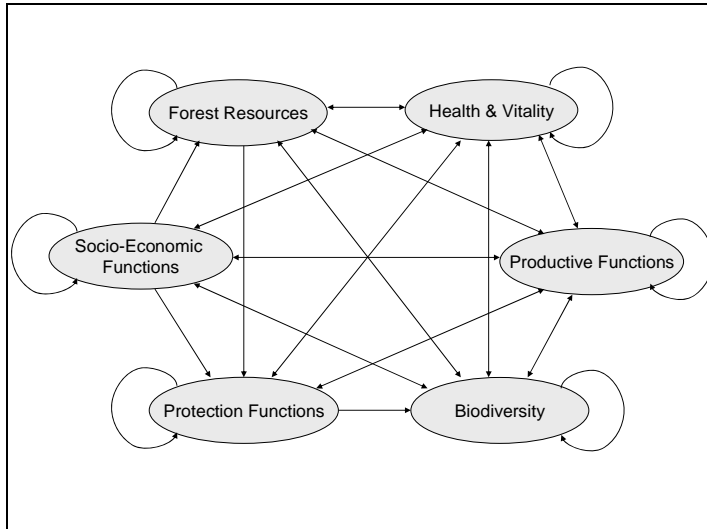 Forest Resources
Health & Vitality
Socio-Economic
Functions
Productive Functions
Protection Functions
Biodiversity